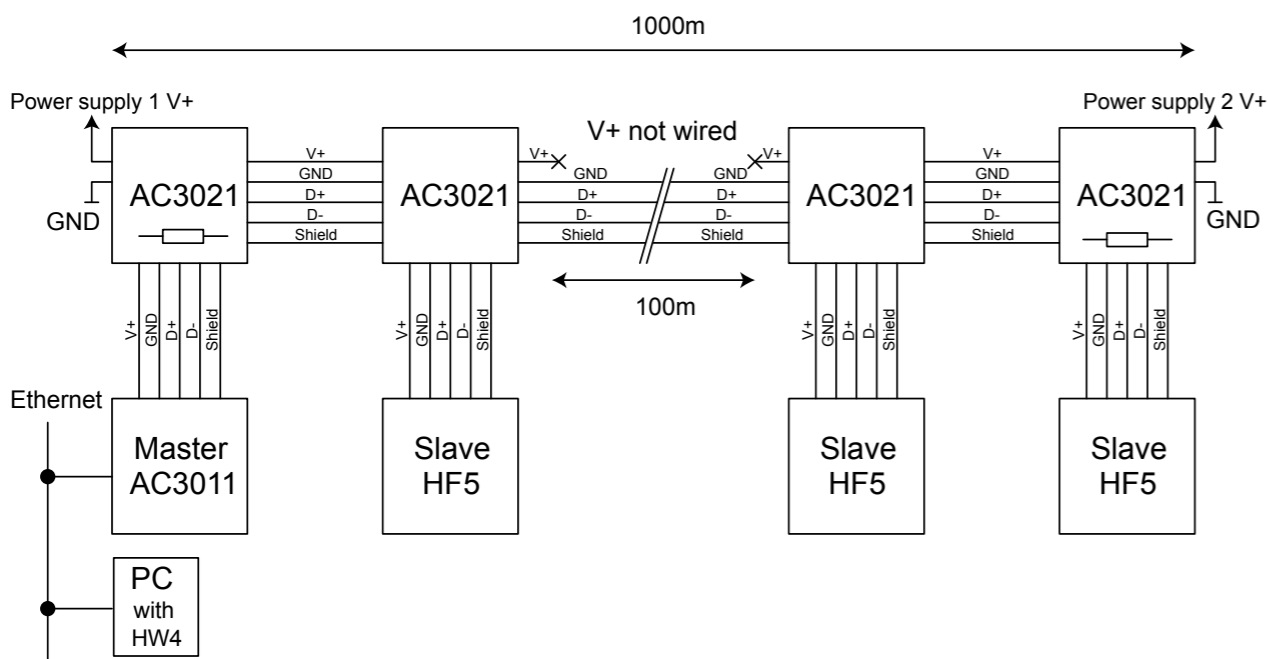 1000m
Power supply 1 V+
Power supply 2 V+
V+ not wired
V+
V+
V+
V+
GND
GND
GND
GND
AC3021
AC3021
AC3021
AC3021
D+
D+
D+
D+
GND
GND
D-
D-
D-
D-
Shield
Shield
Shield
Shield
100m
V+
GND
D+
D-
Shield
V+
GND
D+
D-
Shield
V+
GND
D+
D-
Shield
V+
GND
D+
D-
Shield
Ethernet
Master
AC3011
Slave
HF5
Slave
HF5
Slave
HF5
PC
with
HW4